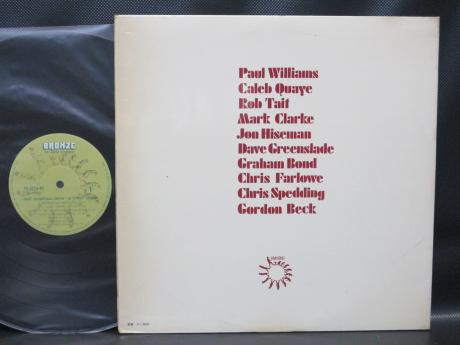 BRONZE
Paul Williams
Caleb Quaye
Rob Tait
Mark Clarke
Jon Hiseman
Dave Greenslade
Graham Bond
Chris Farlowe
Chris Spedding
Gordon Beck